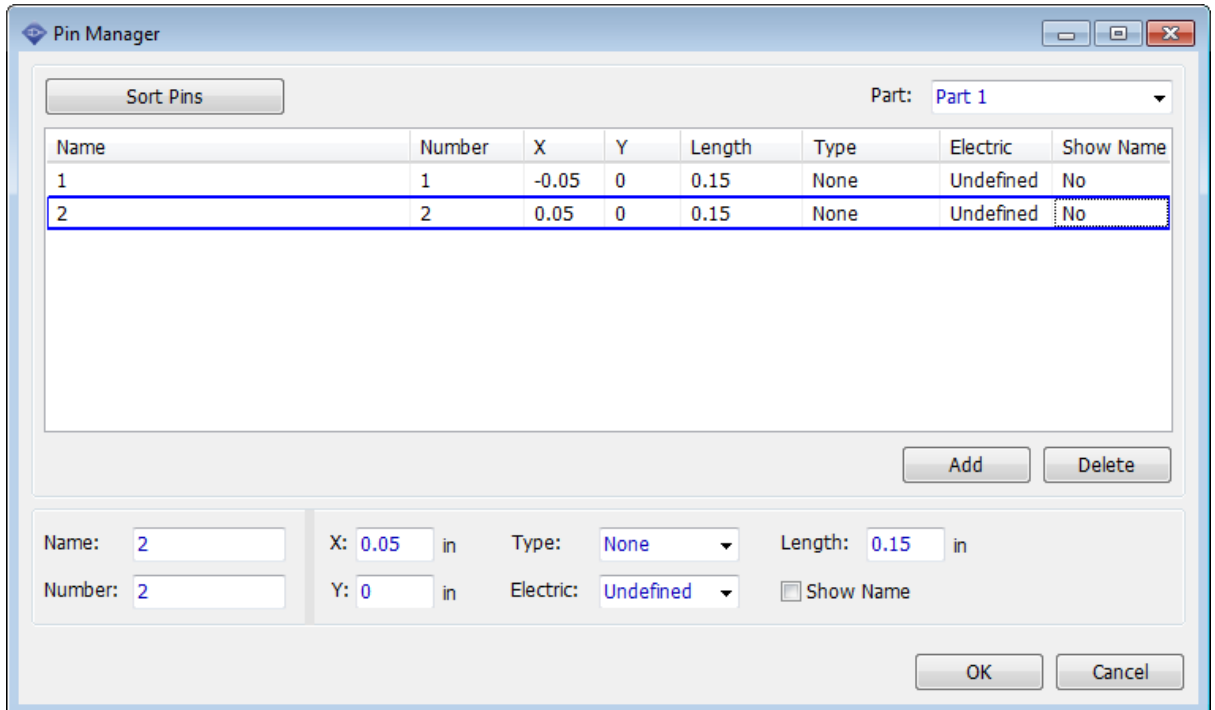 Pin Manager
Sort Pins Part: Part 1
Name Number X Y Length Type Electric Show Name
1 1 -0.05 0 0.15 None Undefined No
2 2 0.05 0 0.15 None Undefined No
Add Delete
Name: 2 X: 0.05 in Type: None Length: 0.15 in
Number: 2 Y: 0 in Electric: Undefined Show Name
OK Cancel